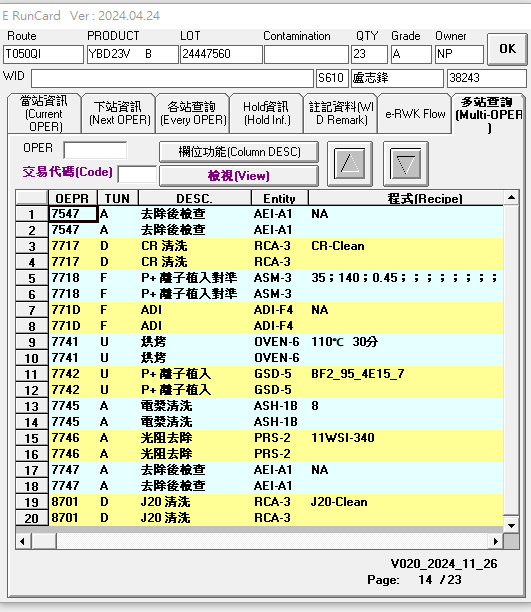 E RunCard Ver : 2024.04.24
Route PRODUCT LOT Contamination QTY Grade Owner
T050QI YBD23V B 24447560 23 A NP OK
WID S610 盧志鋒 38243
當站資訊 (Current OPER)
下站資訊 (Next OPER)
各站查詢 (Every OPER)
Hold資訊 (Hold Inf.)
註記資料(WID Remark)
e-RWK Flow
多站查詢 (Multi-OPER)
OPER 欄位功能(Column DESC)
交易代碼(Code) 檢視(View)
OEPR TUN DESC. Entity 程式(Recipe)
1 7547 A 去除後檢查 AEI-A1 NA
2 7547 A 去除後檢查 AEI-A1
3 7717 D CR 清洗 RCA-3 CR-Clean
4 7717 D CR 清洗 RCA-3
5 7718 F P+ 離子植入對準 ASM-3 35；140；0.45；；；；；；；
6 7718 F P+ 離子植入對準 ASM-3
7 771D F ADI ADI-F4 NA
8 771D F ADI ADI-F4
9 7741 U 烘烤 OVEN-6 110℃ 30分
10 7741 U 烘烤 OVEN-6
11 7742 U P+ 離子植入 GSD-5 BF2_95_4E15_7
12 7742 U P+ 離子植入 GSD-5
13 7745 A 電漿清洗 ASH-1B 8
14 7745 A 電漿清洗 ASH-1B
15 7746 A 光阻去除 PRS-2 11WSI-340
16 7746 A 光阻去除 PRS-2
17 7747 A 去除後檢查 AEI-A1 NA
18 7747 A 去除後檢查 AEI-A1
19 8701 D J20 清洗 RCA-3 J20-Clean
20 8701 D J20 清洗 RCA-3
V020_2024_11_26
Page: 14 / 23